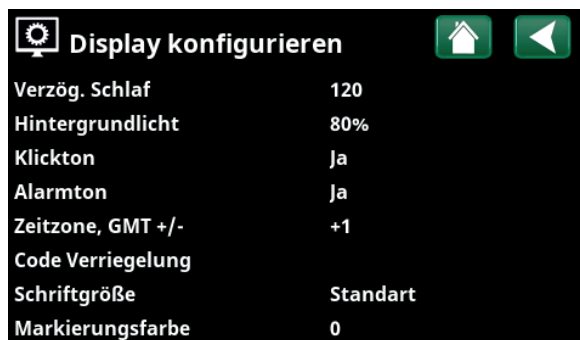 Display konfigurieren
Verzög. Schlaf 120
Hintergrundlicht 80%
Klickton Ja
Alarmton Ja
Zeitzone, GMT +/- +1
Code Verriegelung
Schriftgröße Standart
Markierungsfarbe 0